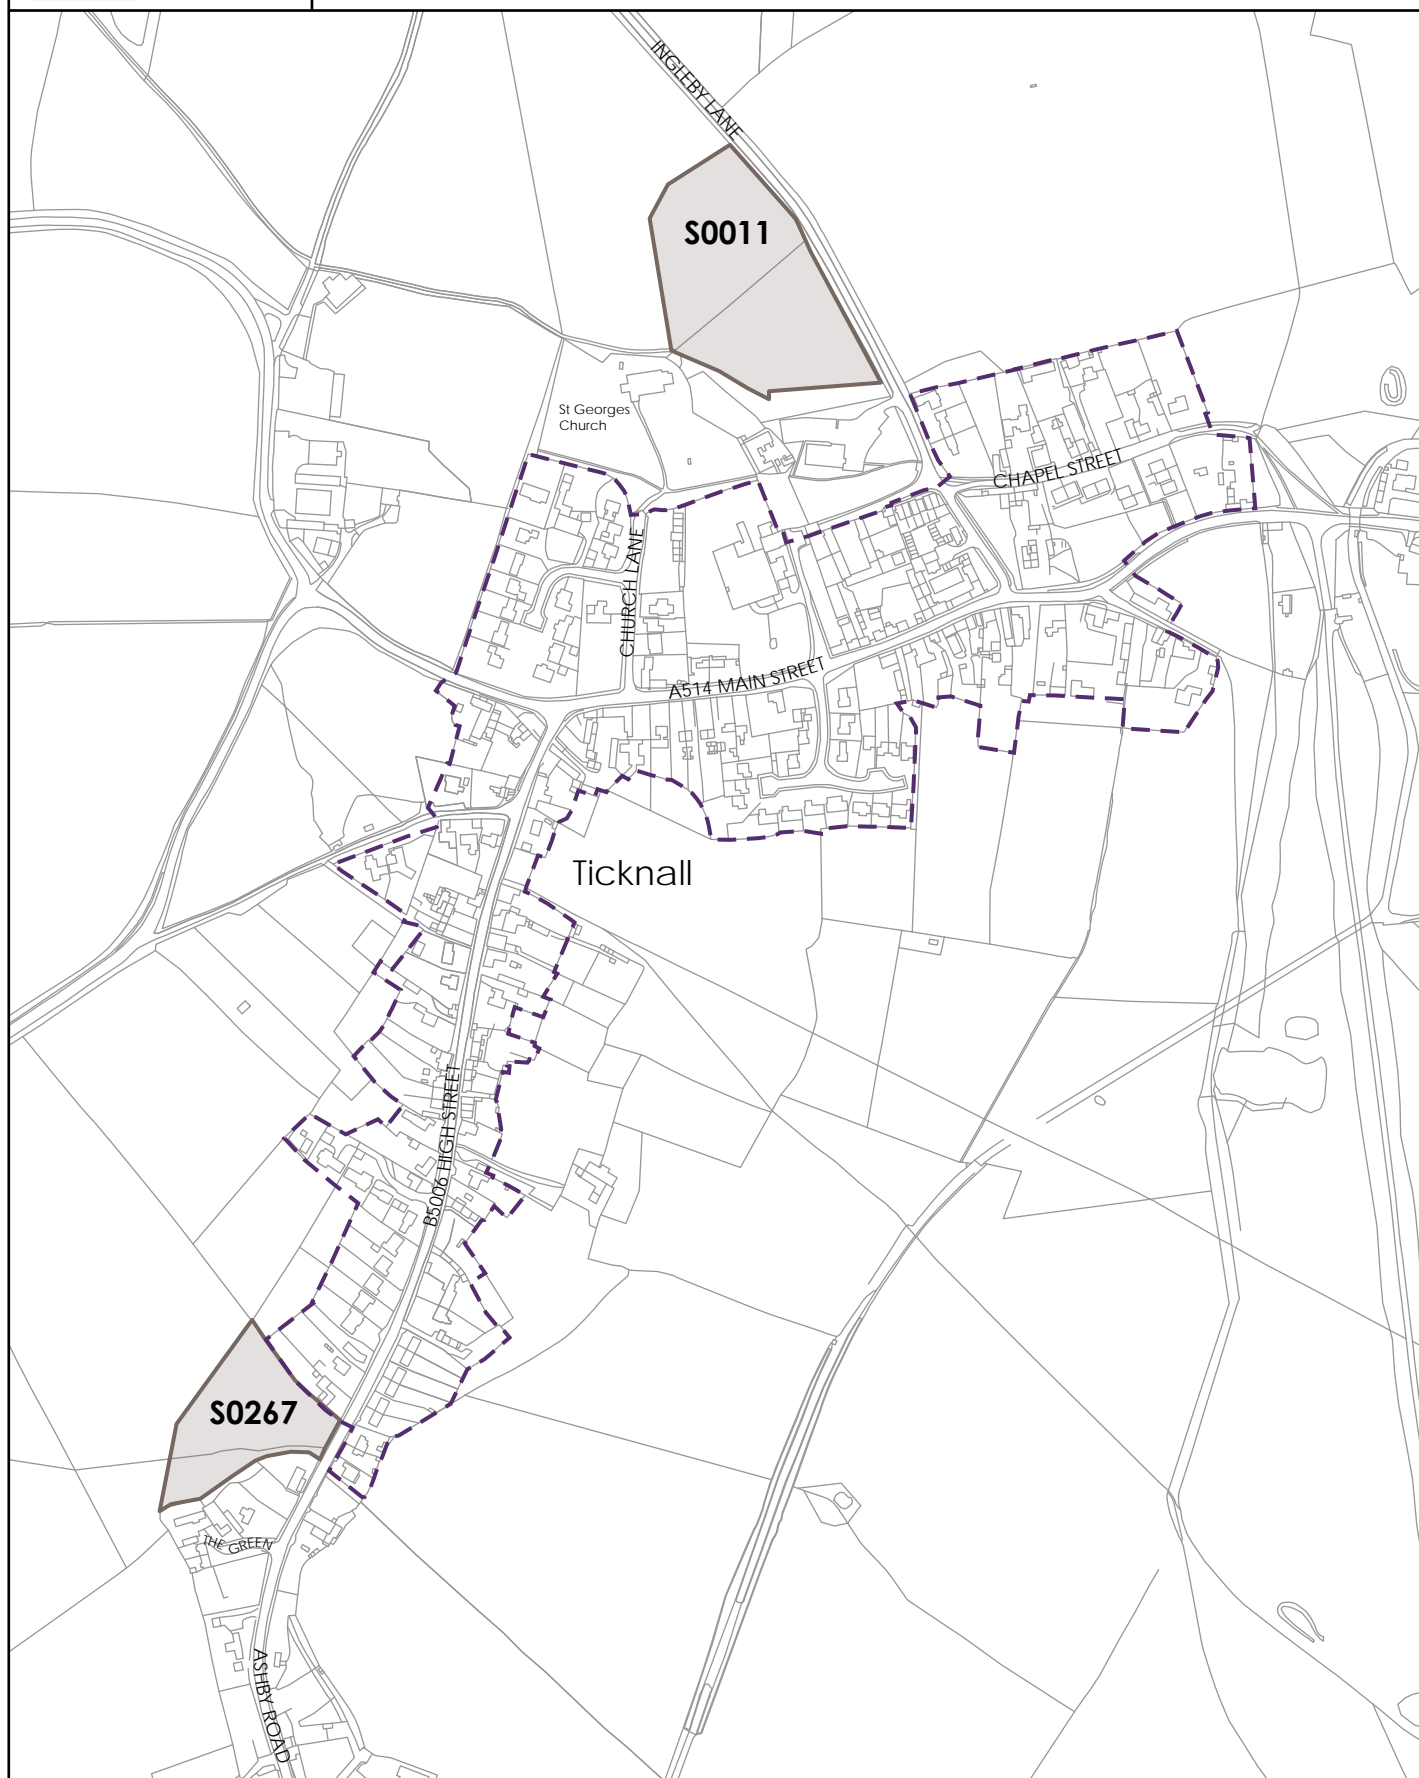 INGLEBY LANE
S0011
St Georges
Church
CHAPEL STREET
CHURCH LANE
A514 MAIN STREET
Ticknall
B5006 HIGH STREET
S0267
THE GREEN
ASHBY ROAD